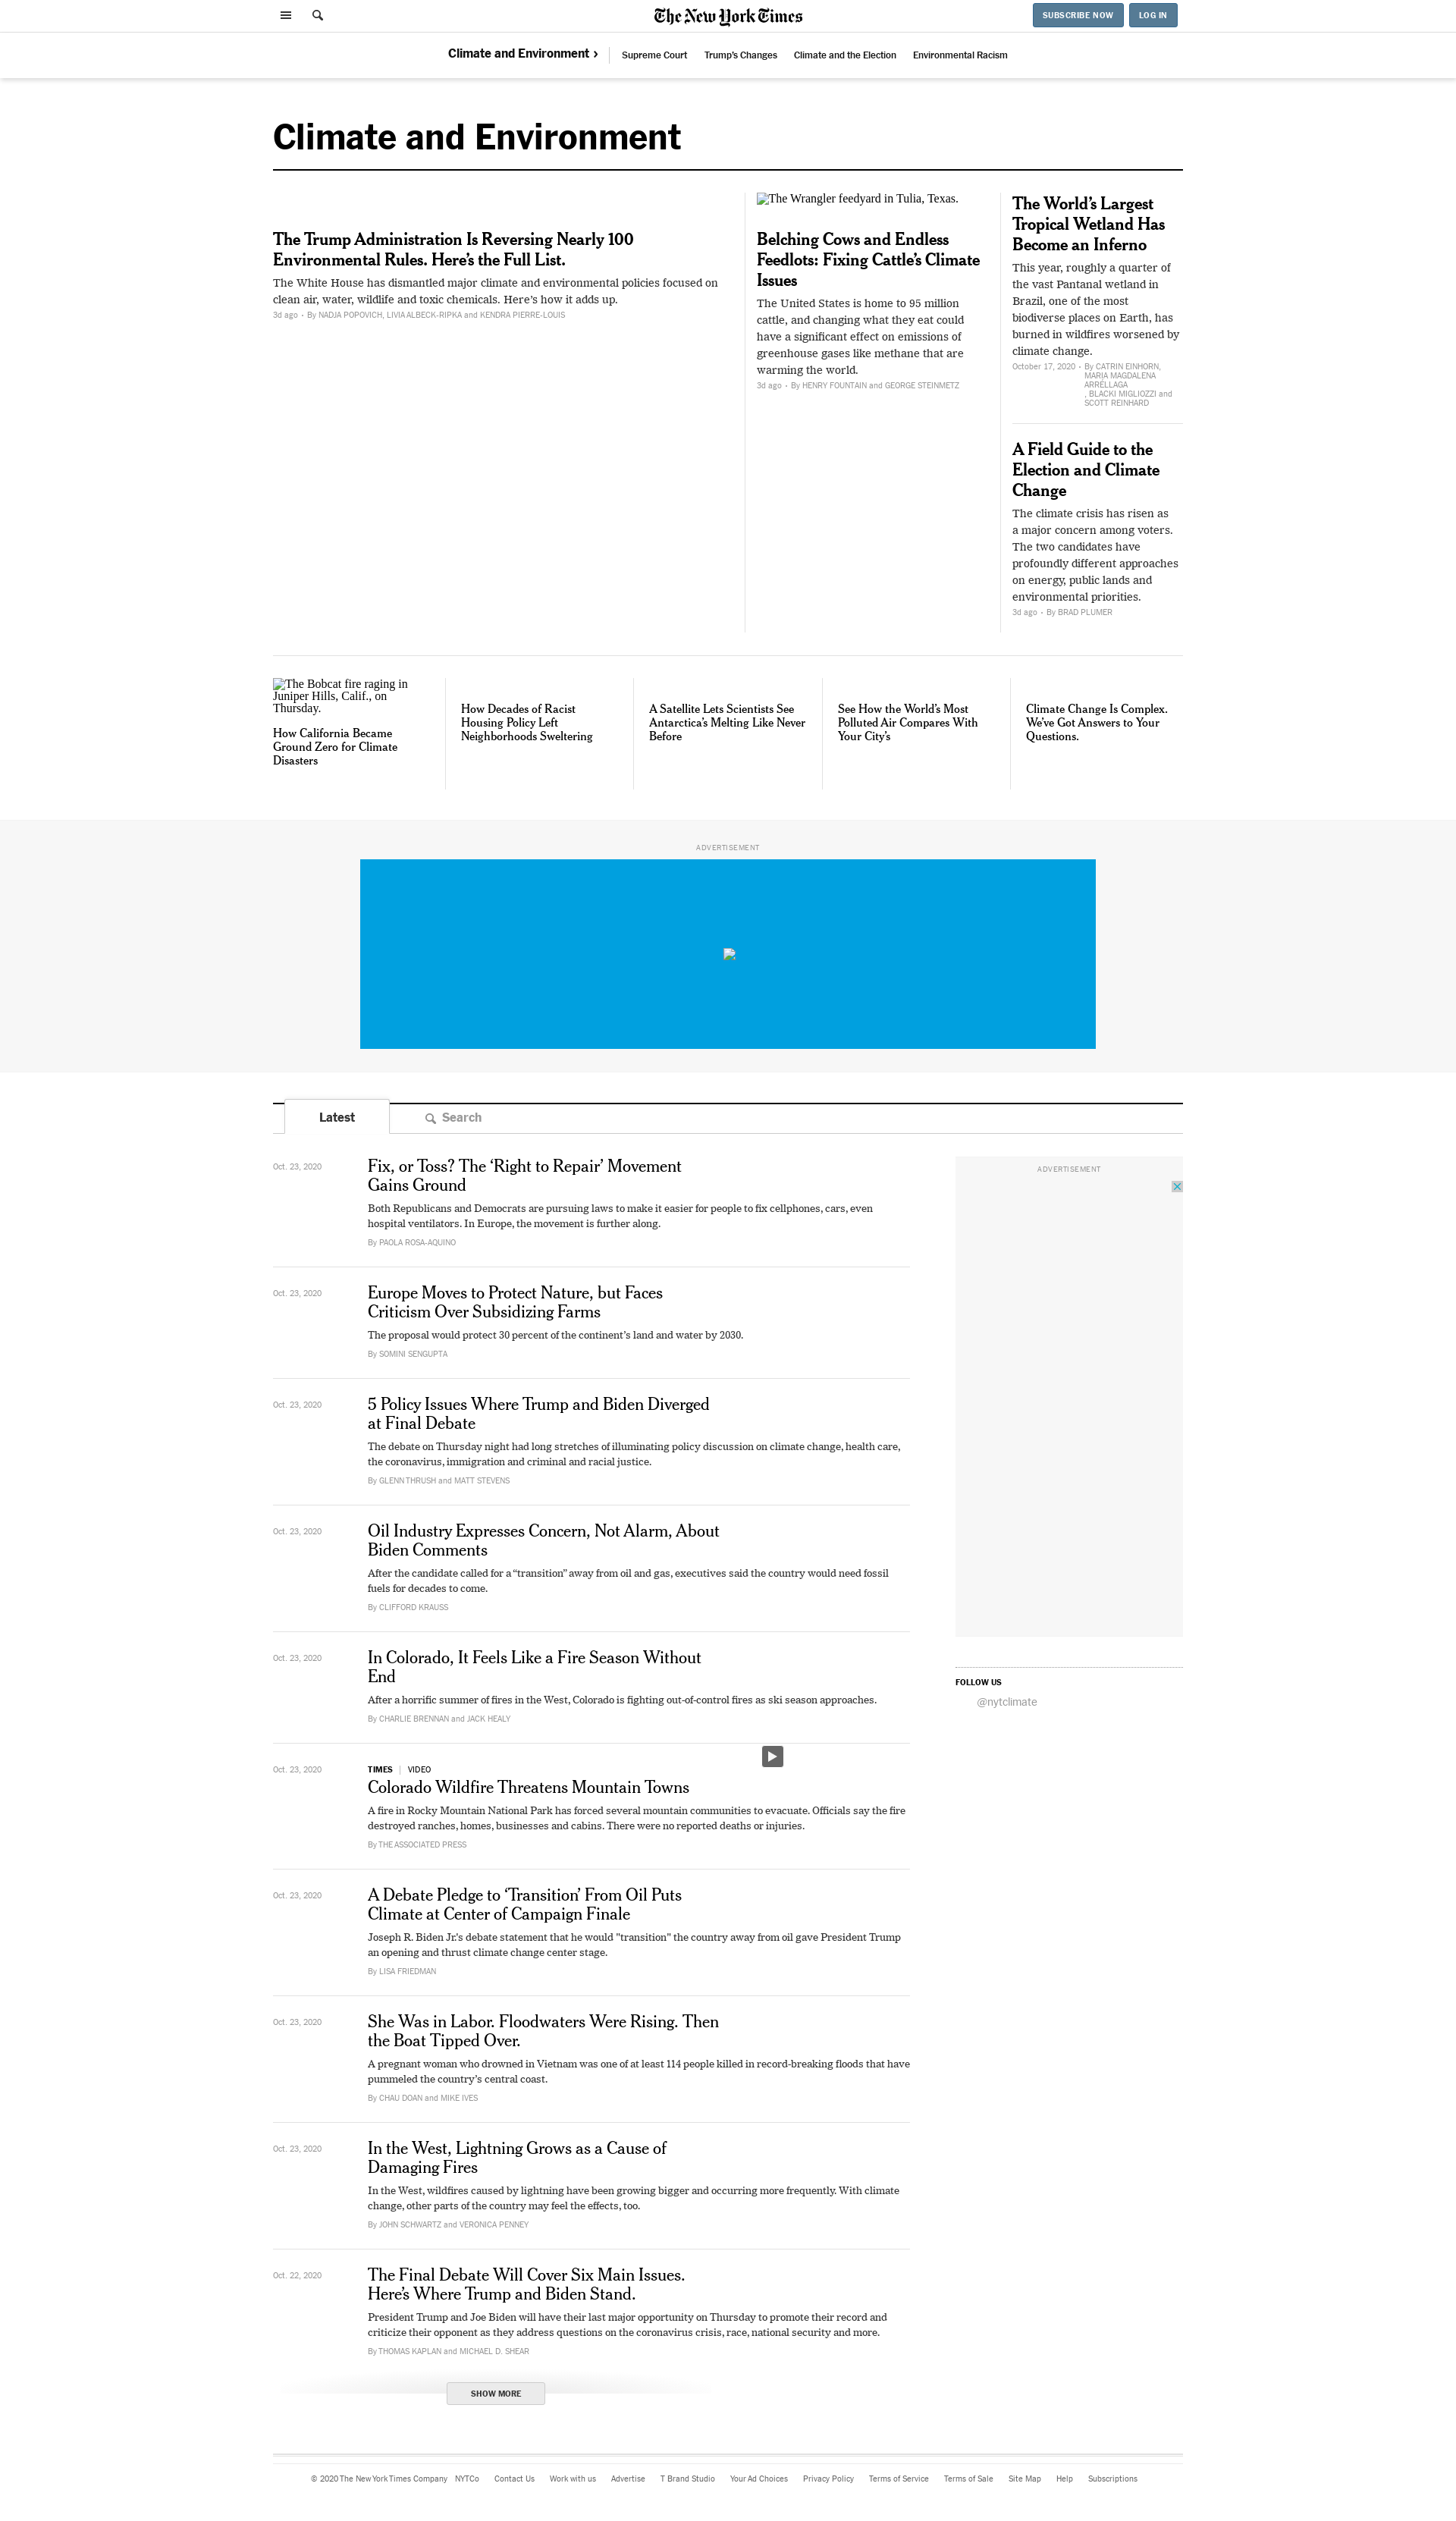 The New York Times
SUBSCRIBE NOW
LOG IN
Climate and Environment ›
Supreme Court
Trump's Changes
Climate and the Election
Environmental Racism
Climate and Environment
The Trump Administration Is Reversing Nearly 100
Environmental Rules. Here's the Full List.
The White House has dismantled major climate and environmental policies focused on
clean air, water, wildlife and toxic chemicals. Here's how it adds up.
3d ago • By NADJA POPOVICH, LIVIA ALBECK-RIPKA and KENDRA PIERRE-LOUIS
The Wrangler feedyard in Tulia, Texas.
Belching Cows and Endless
Feedlots: Fixing Cattle's Climate
Issues
The United States is home to 95 million
cattle, and changing what they eat could
have a significant effect on emissions of
greenhouse gases like methane that are
warming the world.
3d ago • By HENRY FOUNTAIN and GEORGE STEINMETZ
The World's Largest
Tropical Wetland Has
Become an Inferno
This year, roughly a quarter of
the vast Pantanal wetland in
Brazil, one of the most
biodiverse places on Earth, has
burned in wildfires worsened by
climate change.
October 17, 2020 • By CATRIN EINHORN,
MARIA MAGDALENA
ARRÉLLAGA
, BLACKI MIGLIOZZI and
SCOTT REINHARD
A Field Guide to the
Election and Climate
Change
The climate crisis has risen as
a major concern among voters.
The two candidates have
profoundly different approaches
on energy, public lands and
environmental priorities.
3d ago • By BRAD PLUMER
The Bobcat fire raging in
Juniper Hills, Calif., on
Thursday.
How California Became
Ground Zero for Climate
Disasters
How Decades of Racist
Housing Policy Left
Neighborhoods Sweltering
A Satellite Lets Scientists See
Antarctica's Melting Like Never
Before
See How the World's Most
Polluted Air Compares With
Your City's
Climate Change Is Complex.
We've Got Answers to Your
Questions.
ADVERTISEMENT
Latest
Search
Oct. 23, 2020
Fix, or Toss? The 'Right to Repair' Movement
Gains Ground
Both Republicans and Democrats are pursuing laws to make it easier for people to fix cellphones, cars, even
hospital ventilators. In Europe, the movement is further along.
By PAOLA ROSA-AQUINO
ADVERTISEMENT
Oct. 23, 2020
Europe Moves to Protect Nature, but Faces
Criticism Over Subsidizing Farms
The proposal would protect 30 percent of the continent's land and water by 2030.
By SOMINI SENGUPTA
Oct. 23, 2020
5 Policy Issues Where Trump and Biden Diverged
at Final Debate
The debate on Thursday night had long stretches of illuminating policy discussion on climate change, health care,
the coronavirus, immigration and criminal and racial justice.
By GLENN THRUSH and MATT STEVENS
Oct. 23, 2020
Oil Industry Expresses Concern, Not Alarm, About
Biden Comments
After the candidate called for a “transition” away from oil and gas, executives said the country would need fossil
fuels for decades to come.
By CLIFFORD KRAUSS
Oct. 23, 2020
In Colorado, It Feels Like a Fire Season Without
End
After a horrific summer of fires in the West, Colorado is fighting out-of-control fires as ski season approaches.
By CHARLIE BRENNAN and JACK HEALY
FOLLOW US
@nytclimate
Oct. 23, 2020
TIMES | VIDEO
Colorado Wildfire Threatens Mountain Towns
A fire in Rocky Mountain National Park has forced several mountain communities to evacuate. Officials say the fire
destroyed ranches, homes, businesses and cabins. There were no reported deaths or injuries.
By THE ASSOCIATED PRESS
Oct. 23, 2020
A Debate Pledge to 'Transition' From Oil Puts
Climate at Center of Campaign Finale
Joseph R. Biden Jr.'s debate statement that he would "transition" the country away from oil gave President Trump
an opening and thrust climate change center stage.
By LISA FRIEDMAN
Oct. 23, 2020
She Was in Labor. Floodwaters Were Rising. Then
the Boat Tipped Over.
A pregnant woman who drowned in Vietnam was one of at least 114 people killed in record-breaking floods that have
pummeled the country's central coast.
By CHAU DOAN and MIKE IVES
Oct. 23, 2020
In the West, Lightning Grows as a Cause of
Damaging Fires
In the West, wildfires caused by lightning have been growing bigger and occurring more frequently. With climate
change, other parts of the country may feel the effects, too.
By JOHN SCHWARTZ and VERONICA PENNEY
Oct. 22, 2020
The Final Debate Will Cover Six Main Issues.
Here's Where Trump and Biden Stand.
President Trump and Joe Biden will have their last major opportunity on Thursday to promote their record and
criticize their opponent as they address questions on the coronavirus crisis, race, national security and more.
By THOMAS KAPLAN and MICHAEL D. SHEAR
SHOW MORE
© 2020 The New York Times Company NYTCo Contact Us Work with us Advertise T Brand Studio Your Ad Choices Privacy Policy Terms of Service Terms of Sale Site Map Help Subscriptions